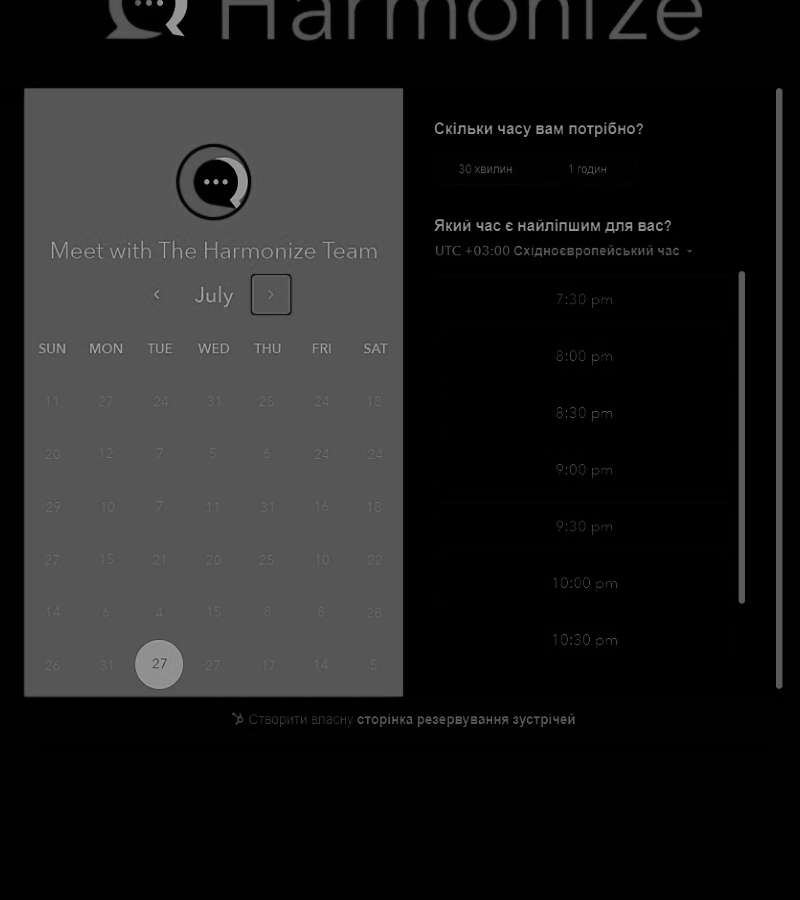 Harmonize
Meet with The Harmonize Team
July
SUN MON TUE WED THU FRI SAT
11 27 24 31 25 24 18
20 12 7 5 6 24 24
29 10 7 11 31 16 18
27 15 21 20 25 10 22
14 6 4 15 8 8 28
26 31 27 27 17 14 5
Скільки часу вам потрібно?
30 хвилин 1 годин
Який час є найліпшим для вас?
UTC +03:00 Східноєвропейський час
7:30 pm
8:00 pm
8:30 pm
9:00 pm
9:30 pm
10:00 pm
10:30 pm
Створити власну сторінка резервування зустрічей